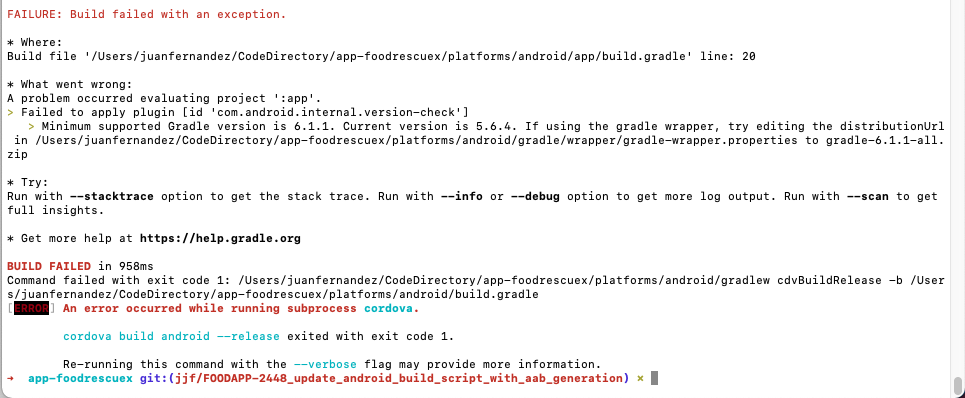 FAILURE: Build failed with an exception.
* Where:
Build file '/Users/juanfernandez/CodeDirectory/app-foodrescuex/platforms/android/app/build.gradle' line: 20
* What went wrong:
A problem occurred evaluating project ':app'.
> Failed to apply plugin [id 'com.android.internal.version-check']
> Minimum supported Gradle version is 6.1.1. Current version is 5.6.4. If using the gradle wrapper, try editing the distributionUrl
in /Users/juanfernandez/CodeDirectory/app-foodrescuex/platforms/android/gradle/wrapper/gradle-wrapper.properties to gradle-6.1.1-all.
zip
* Try:
Run with --stacktrace option to get the stack trace. Run with --info or --debug option to get more log output. Run with --scan to get
full insights.
* Get more help at https://help.gradle.org
BUILD FAILED in 958ms
Command failed with exit code 1: /Users/juanfernandez/CodeDirectory/app-foodrescuex/platforms/android/gradlew cdvBuildRelease -b /User
s/juanfernandez/CodeDirectory/app-foodrescuex/platforms/android/build.gradle
[ERROR] An error occurred while running subprocess cordova.
cordova build android --release exited with exit code 1.
Re-running this command with the --verbose flag may provide more information.
➜ app-foodrescuex git:(jjf/FOODAPP-2448_update_android_build_script_with_aab_generation) ×